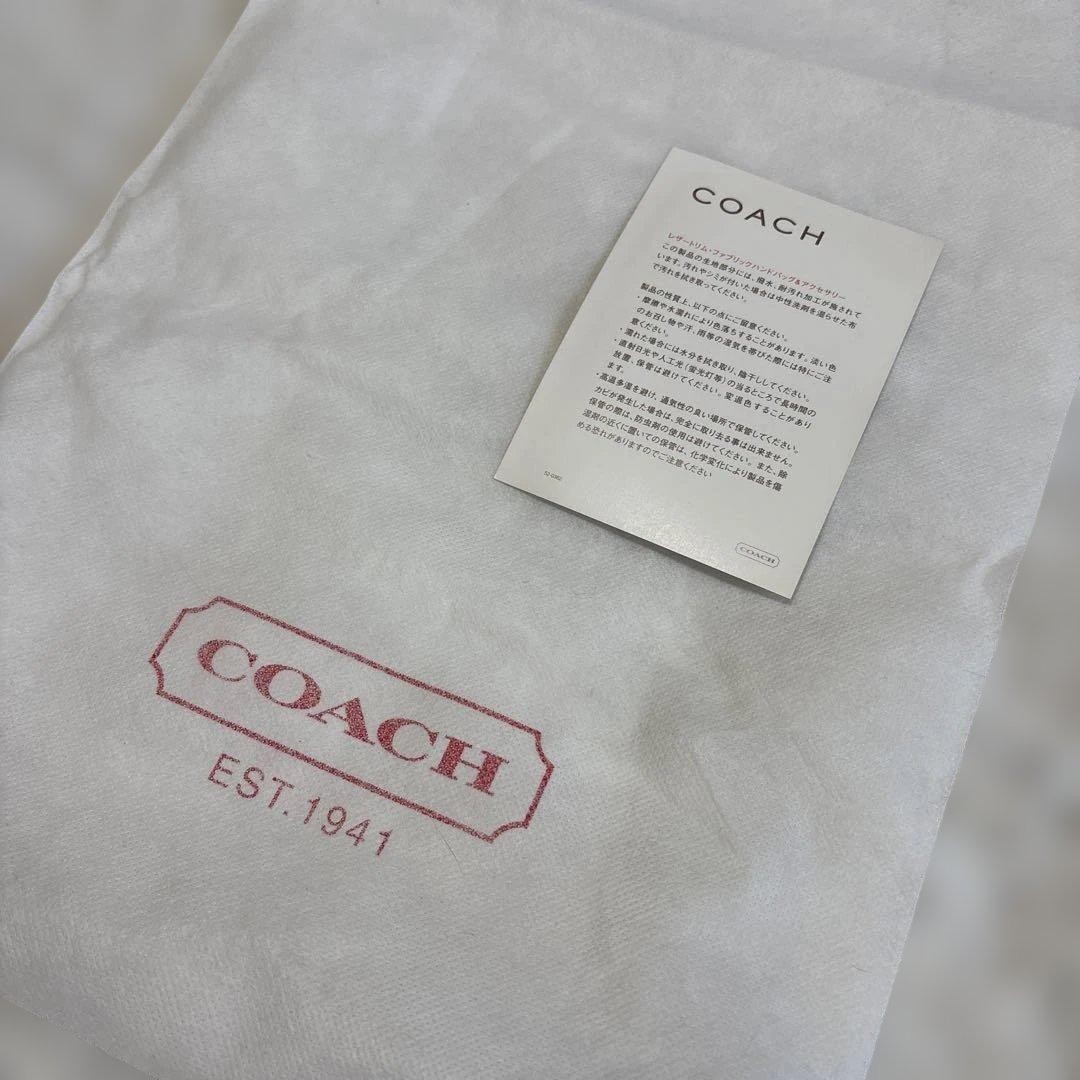 COACH
レザートリム・ファブリックハンドバッグ&アクセサリー
この製品の生地部分には、撥水、耐汚れ加工が施されて
います。汚れやシミが付いた場合は中性洗剤を湿らせた布
で汚れを拭き取ってください。
製品の性質上、以下の点にご留意ください。
・摩擦や水濡れにより色落ちすることがあります。淡い色
のお召し物や汗、雨等の湿気を帯びた際には特にご注
意ください。
・濡れた場合には水分を拭き取り、陰干ししてください。
・直射日光や人工光(蛍光灯等)の当るところで長時間の
放置、保管は避けてください。変退色することがあり
ます。
・高温多湿を避け、通気性の良い場所で保管してください。
カビが発生した場合は、完全に取り去る事は出来ません。
保管の際は、防虫剤の使用は避けてください。また、除
湿剤の近くに置いての保管は、化学変化により製品を傷
める恐れがありますのでご注意ください
COACH
COACH
EST.1941